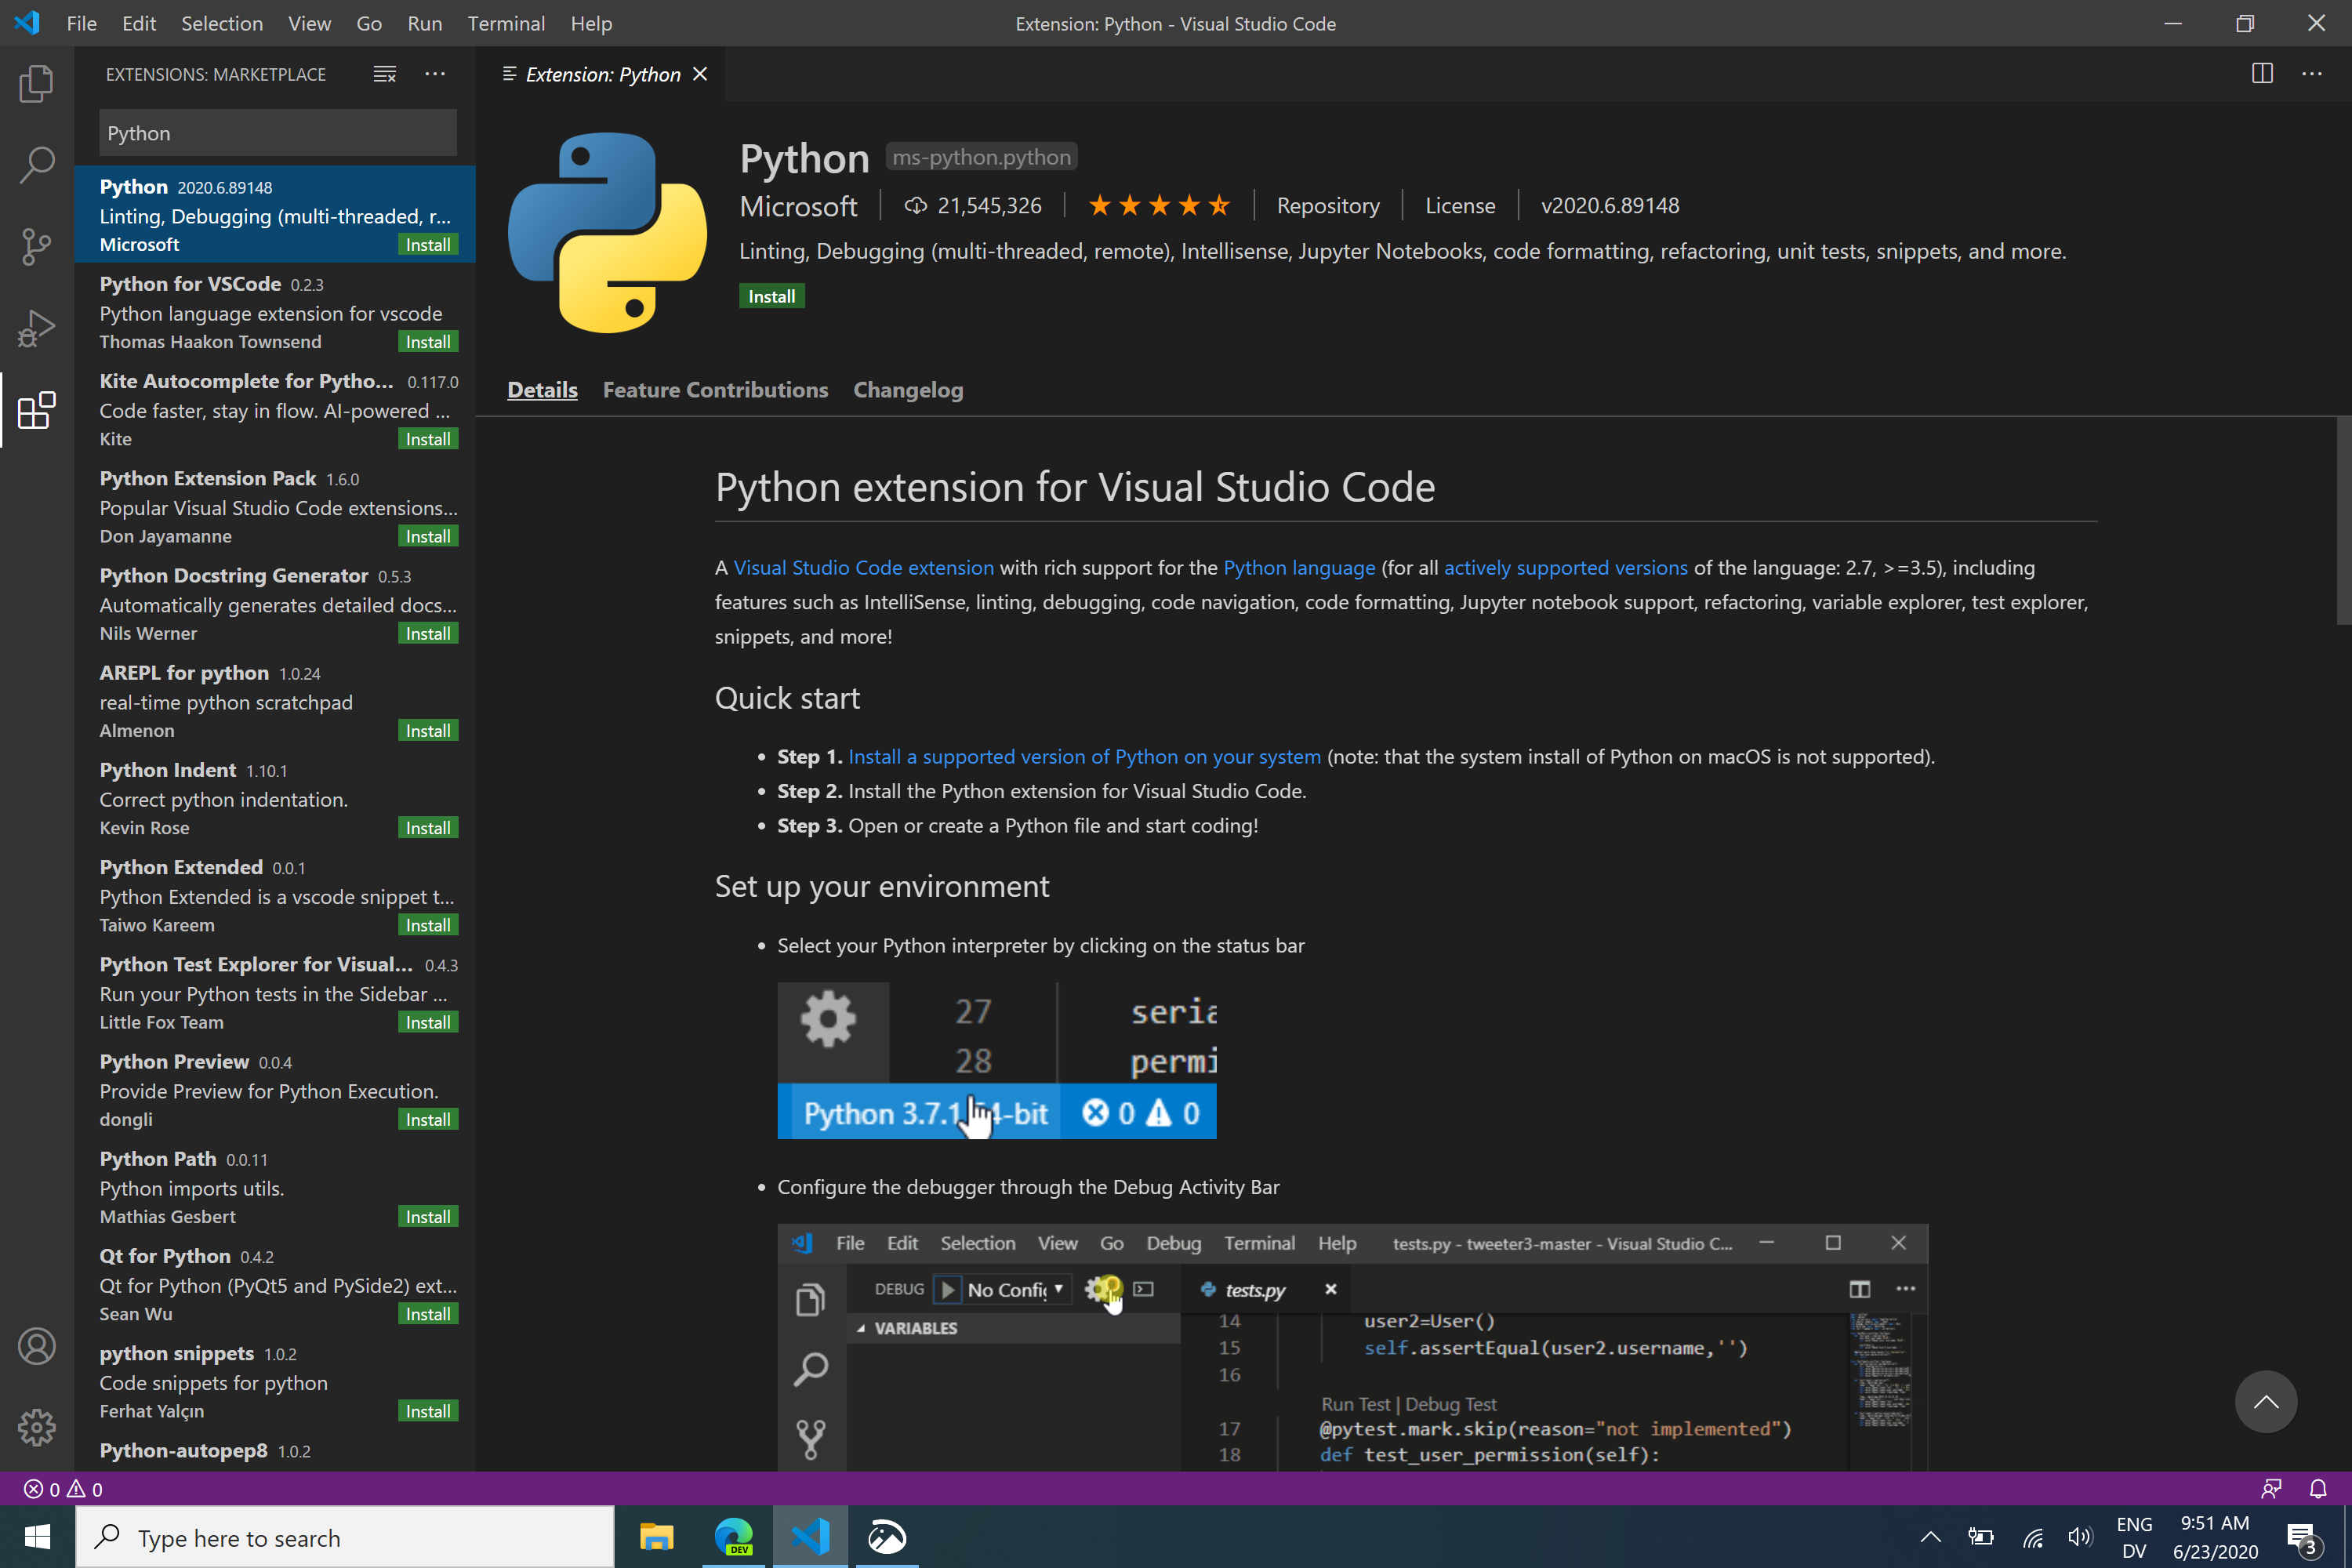 File Edit Selection View Go Run Terminal Help
Extension: Python - Visual Studio Code
EXTENSIONS: MARKETPLACE
Python
Python 2020.6.89148
Linting, Debugging (multi-threaded, r...
Microsoft Install
Python for VSCode 0.2.3
Python language extension for vscode
Thomas Haakon Townsend Install
Kite Autocomplete for Pytho... 0.117.0
Code faster, stay in flow. AI-powered ...
Kite Install
Python Extension Pack 1.6.0
Popular Visual Studio Code extensions...
Don Jayamanne Install
Python Docstring Generator 0.5.3
Automatically generates detailed docs...
Nils Werner Install
AREPL for python 1.0.24
real-time python scratchpad
Almenon Install
Python Indent 1.10.1
Correct python indentation.
Kevin Rose Install
Python Extended 0.0.1
Python Extended is a vscode snippet t...
Taiwo Kareem Install
Python Test Explorer for Visual... 0.4.3
Run your Python tests in the Sidebar ...
Little Fox Team Install
Python Preview 0.0.4
Provide Preview for Python Execution.
dongli Install
Python Path 0.0.11
Python imports utils.
Mathias Gesbert Install
Qt for Python 0.4.2
Qt for Python (PyQt5 and PySide2) ext...
Sean Wu Install
python snippets 1.0.2
Code snippets for python
Ferhat Yalçın Install
Python-autopep8 1.0.2
Extension: Python
Python ms-python.python
Microsoft 21,545,326 Repository License v2020.6.89148
Linting, Debugging (multi-threaded, remote), Intellisense, Jupyter Notebooks, code formatting, refactoring, unit tests, snippets, and more.
Install
Details Feature Contributions Changelog
Python extension for Visual Studio Code
A Visual Studio Code extension with rich support for the Python language (for all actively supported versions of the language: 2.7, >=3.5), including
features such as IntelliSense, linting, debugging, code navigation, code formatting, Jupyter notebook support, refactoring, variable explorer, test explorer,
snippets, and more!
Quick start
• Step 1. Install a supported version of Python on your system (note: that the system install of Python on macOS is not supported).
• Step 2. Install the Python extension for Visual Studio Code.
• Step 3. Open or create a Python file and start coding!
Set up your environment
• Select your Python interpreter by clicking on the status bar
27 seria
28 permi
Python 3.7.1 4-bit 0 0
• Configure the debugger through the Debug Activity Bar
File Edit Selection View Go Debug Terminal Help tests.py - tweeter3-master - Visual Studio C...
DEBUG No Config tests.py
VARIABLES
14 user2=User()
15 self.assertEqual(user2.username,'')
16
Run Test | Debug Test
17 @pytest.mark.skip(reason="not implemented")
18 def test_user_permission(self):
0 0
Type here to search
DEV
ENG
DV
9:51 AM
6/23/2020
3